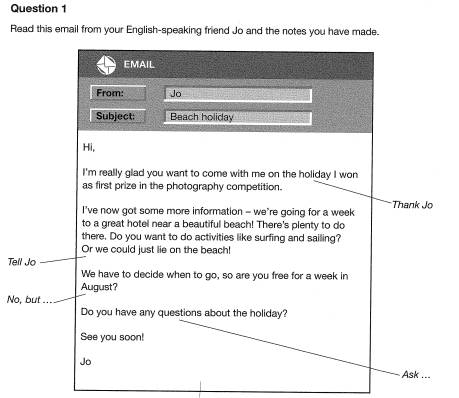 Question 1
Read this email from your English-speaking friend Jo and the notes you have made.
EMAIL
From: Jo
Subject: Beach holiday
Hi,
I'm really glad you want to come with me on the holiday I won
as first prize in the photography competition.
Thank Jo
I've now got some more information – we're going for a week
to a great hotel near a beautiful beach! There's plenty to do
there. Do you want to do activities like surfing and sailing?
Or we could just lie on the beach!
Tell Jo
We have to decide when to go, so are you free for a week in
August?
No, but ....
Do you have any questions about the holiday?
See you soon!
Jo
Ask ...